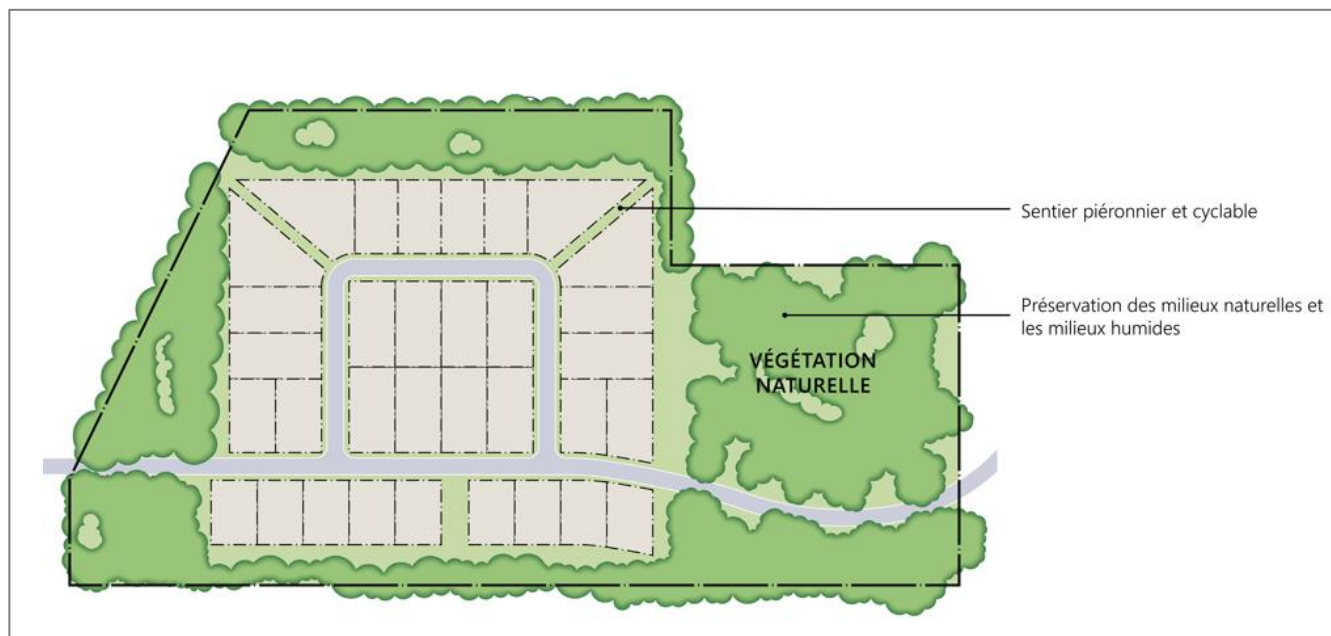 Sentier piéronnier et cyclable
Préservation des milieux naturelles et
les milieux humides
VÉGÉTATION
NATURELLE